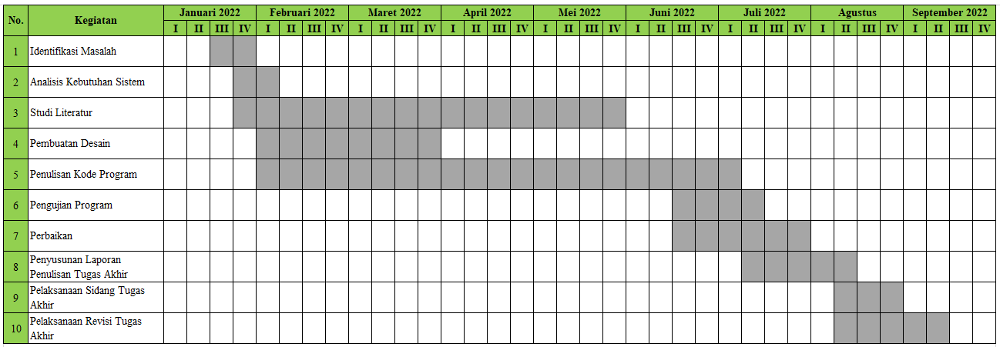 No. Kegiatan Januari 2022 Februari 2022 Maret 2022 April 2022 Mei 2022 Juni 2022 Juli 2022 Agustus September 2022
I II III IV I II III IV I II III IV I II III IV I II III IV I II III IV I II III IV I II III IV I II III IV
1 Identifikasi Masalah
2 Analisis Kebutuhan Sistem
3 Studi Literatur
4 Pembuatan Desain
5 Penulisan Kode Program
6 Pengujian Program
7 Perbaikan
8 Penyusunan Laporan
Penulisan Tugas Akhir
9 Pelaksanaan Sidang Tugas
Akhir
10 Pelaksanaan Revisi Tugas
Akhir